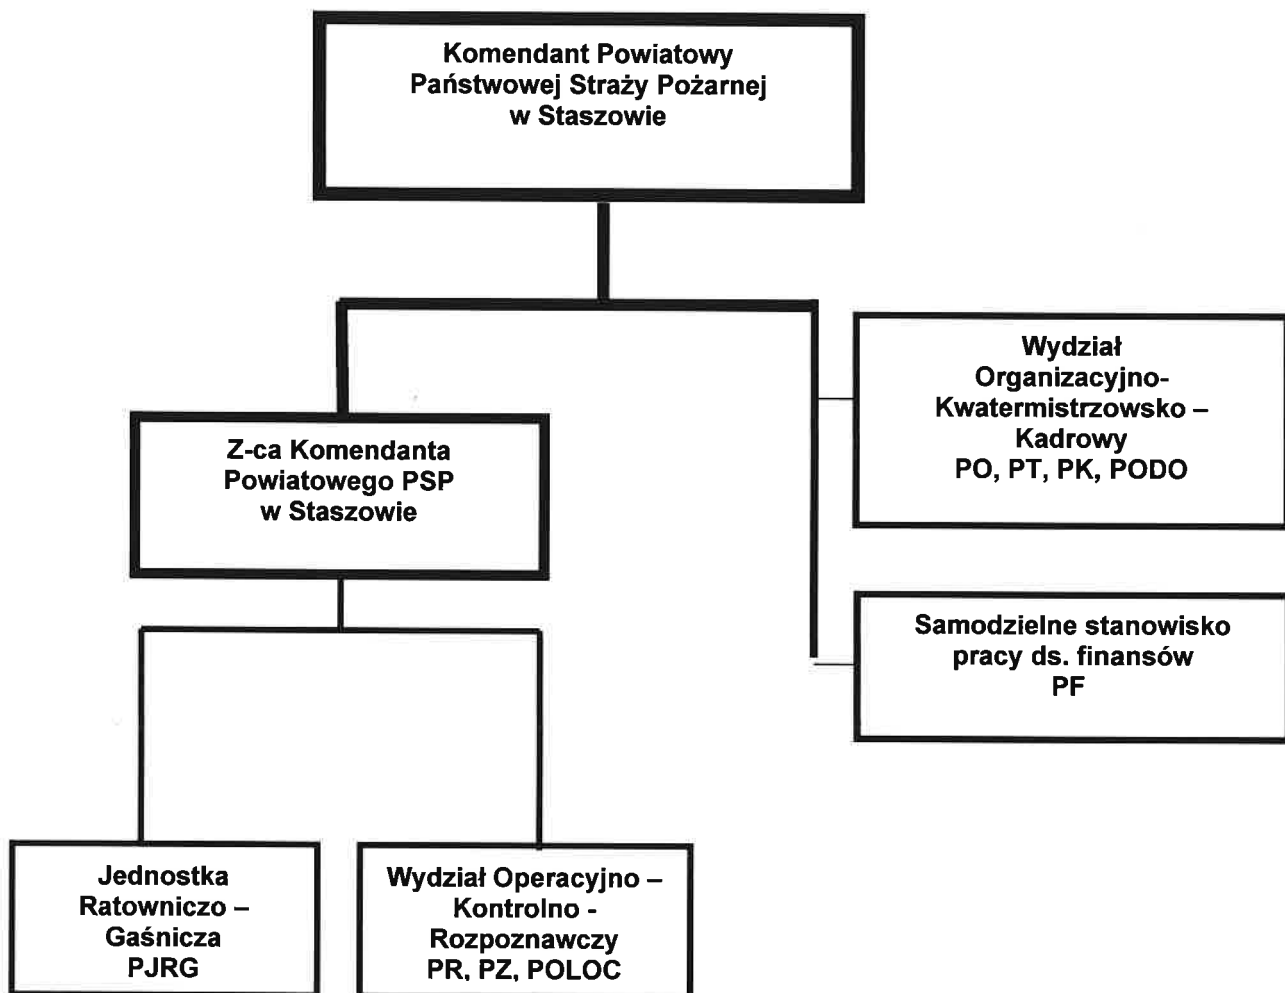 Komendant Powiatowy
Państwowej Straży Pożarnej
w Staszowie
Wydział
Organizacyjno-
Kwatermistrzowsko –
Kadrowy
PO, PT, PK, PODO
Z-ca Komendanta
Powiatowego PSP
w Staszowie
Samodzielne stanowisko
pracy ds. finansów
PF
Jednostka
Ratowniczo –
Gaśnicza
PJRG
Wydział Operacyjno –
Kontrolno -
Rozpoznawczy
PR, PZ, POLOC